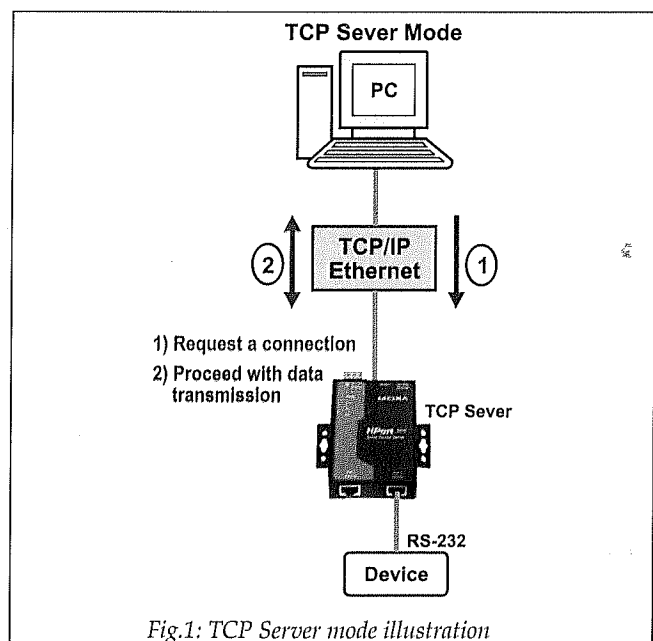 TCP Sever Mode
PC
TCP/IP
Ethernet
2
1
1) Request a connection
2) Proceed with data
transmission
MOXA
NPort
TCP Sever
RS-232
Device
Fig.1: TCP Server mode illustration